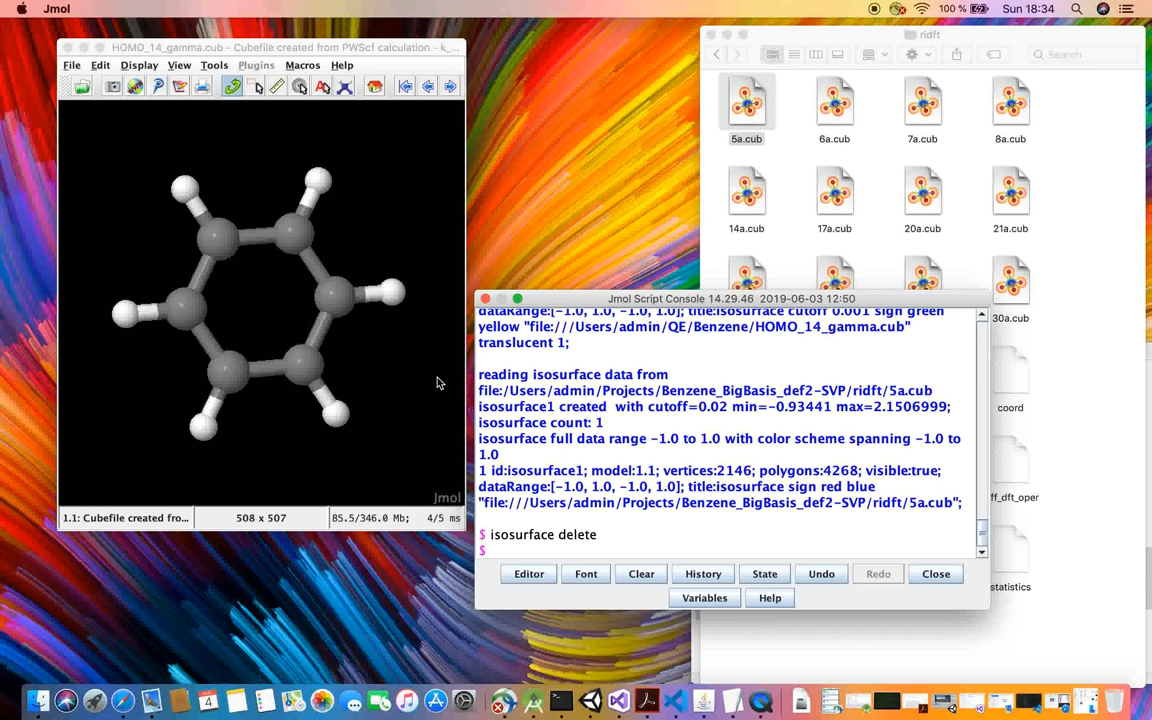 Jmol
100 %
Sun 18:34
HOMO_14_gamma.cub - Cubefile created from PWScf calculation - k_...
File Edit Display View Tools Plugins Macros Help
Jmol
1.1: Cubefile created fro...
508 x 507
85.5/346.0 Mb; 4/5 ms
ridft
Search
5a.cub
6a.cub
7a.cub
8a.cub
14a.cub
17a.cub
20a.cub
21a.cub
30a.cub
coord
ff_dft_oper
statistics
Jmol Script Console 14.29.46 2019-06-03 12:50
dataRange:[-1.0, 1.0, -1.0, 1.0]; title:isosurface cutoff 0.001 sign green
yellow "file:///Users/admin/QE/Benzene/HOMO_14_gamma.cub"
translucent 1;
reading isosurface data from
file:/Users/admin/Projects/Benzene_BigBasis_def2-SVP/ridft/5a.cub
isosurface1 created with cutoff=0.02 min=-0.93441 max=2.1506999;
isosurface count: 1
isosurface full data range -1.0 to 1.0 with color scheme spanning -1.0 to
1.0
1 id:isosurface1; model:1.1; vertices:2146; polygons:4268; visible:true;
dataRange:[-1.0, 1.0, -1.0, 1.0]; title:isosurface sign red blue
"file:///Users/admin/Projects/Benzene_BigBasis_def2-SVP/ridft/5a.cub";
$ isosurface delete
$
Editor Font Clear History State Undo Redo Close
Variables Help